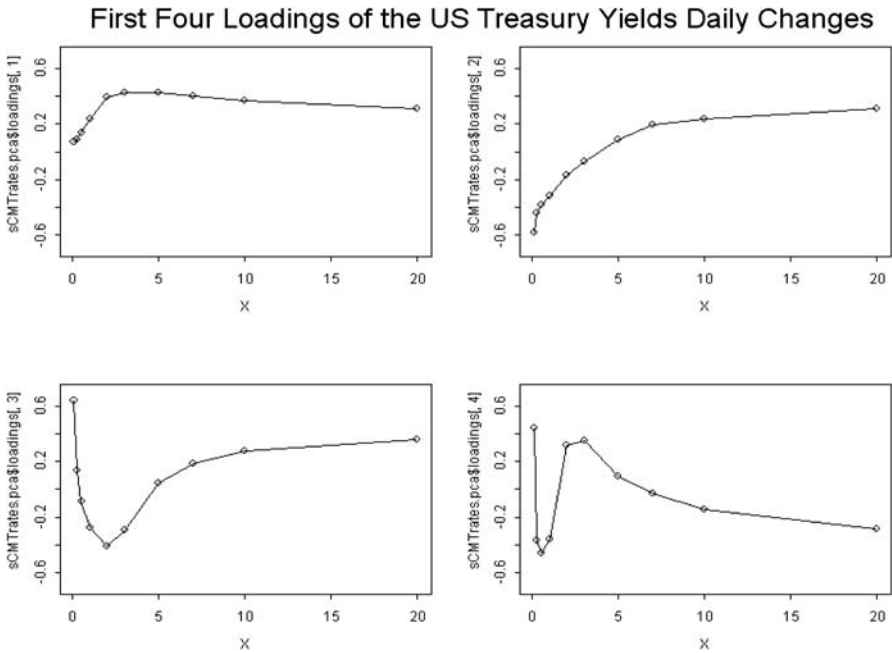 First Four Loadings of the US Treasury Yields Daily Changes
sCMTrates.pca$loadings[, 1]
0.6
0.2
-0.2
-0.6
0 5 10 15 20
X
sCMTrates.pca$loadings[, 2]
0.6
0.2
-0.2
-0.6
0 5 10 15 20
X
sCMTrates.pca$loadings[, 3]
0.6
0.2
-0.2
-0.6
0 5 10 15 20
X
sCMTrates.pca$loadings[, 4]
0.6
0.2
-0.2
-0.6
0 5 10 15 20
X